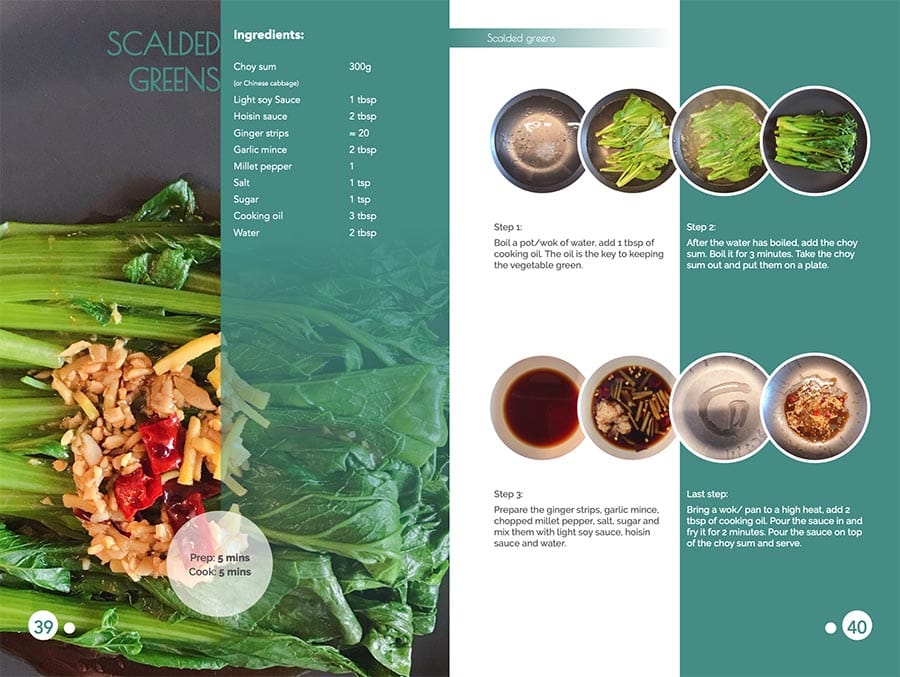 SCALDED
GREENS
Ingredients:
Choy sum 300g
(or Chinese cabbage)
Light soy Sauce 1 tbsp
Hoisin sauce 2 tbsp
Ginger strips ≈ 20
Garlic mince 2 tbsp
Millet pepper 1
Salt 1 tsp
Sugar 1 tsp
Cooking oil 3 tbsp
Water 2 tbsp
Prep: 5 mins
Cook: 5 mins
39
Scalded greens
Step 1:
Boil a pot/wok of water, add 1 tbsp of
cooking oil. The oil is the key to keeping
the vegetable green.
Step 2:
After the water has boiled, add the choy
sum. Boil it for 3 minutes. Take the choy
sum out and put them on a plate.
Step 3:
Prepare the ginger strips, garlic mince,
chopped millet pepper, salt, sugar and
mix them with light soy sauce, hoisin
sauce and water.
Last step:
Bring a wok/ pan to a high heat, add 2
tbsp of cooking oil. Pour the sauce in and
fry it for 2 minutes. Pour the sauce on top
of the choy sum and serve.
40